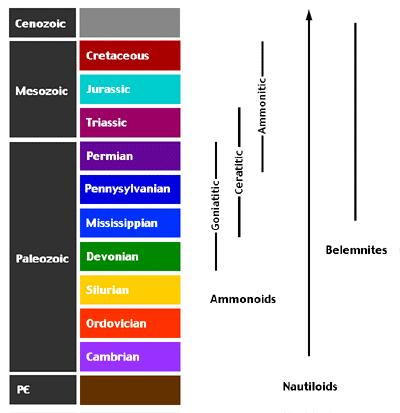 Cenozoic
Mesozoic
Cretaceous
Jurassic
Triassic
Paleozoic
Permian
Pennsylvanian
Mississippian
Devonian
Silurian
Ordovician
Cambrian
P€
Goniatitic
Ceratitic
Ammonitic
Ammonoids
Belemnites
Nautiloids